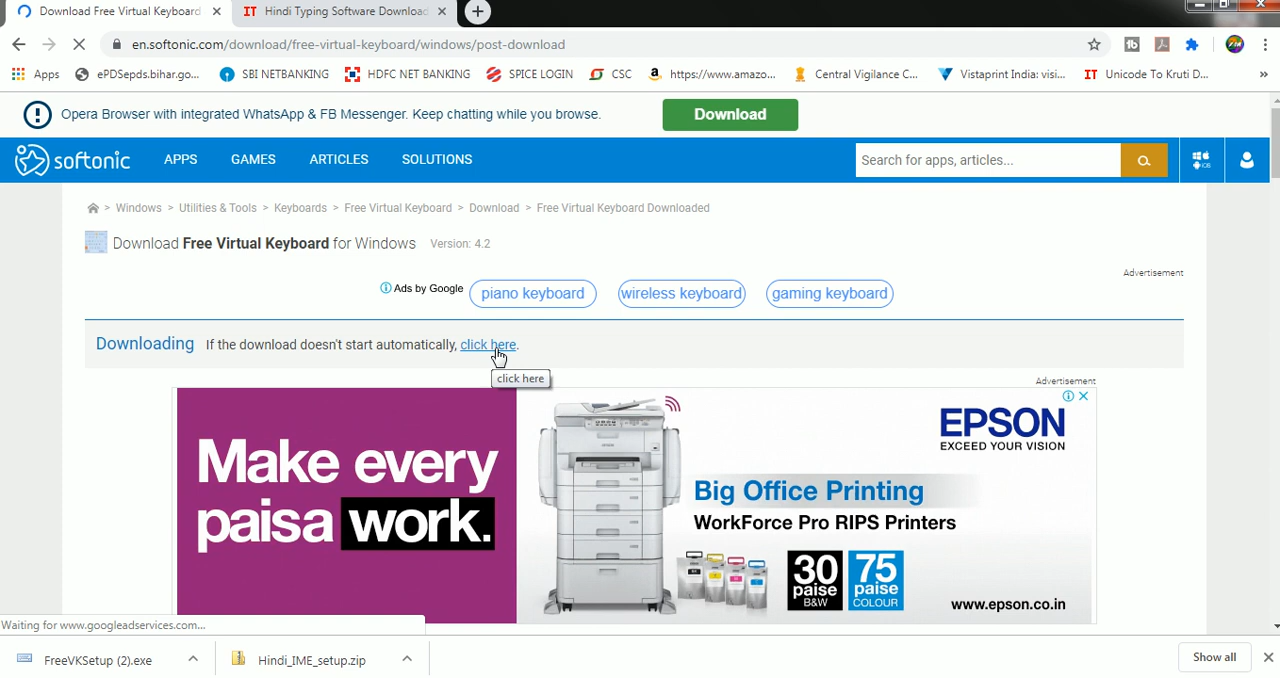 Download Free Virtual Keyboard
Hindi Typing Software Download
en.softonic.com/download/free-virtual-keyboard/windows/post-download
Apps
ePDSepds.bihar.go...
SBI NETBANKING
HDFC NET BANKING
SPICE LOGIN
CSC
https://www.amazo...
Central Vigilance C...
Vistaprint India: visi...
IT Unicode To Kruti D...
»
Opera Browser with integrated WhatsApp & FB Messenger. Keep chatting while you browse.
Download
softonic
APPS
GAMES
ARTICLES
SOLUTIONS
Search for apps, articles...
> Windows > Utilities & Tools > Keyboards > Free Virtual Keyboard > Download > Free Virtual Keyboard Downloaded
Download Free Virtual Keyboard for Windows Version: 4.2
Advertisement
Ads by Google
piano keyboard
wireless keyboard
gaming keyboard
Downloading If the download doesn't start automatically, click here.
click here
Advertisement
Make every
paisa work.
EPSON
EXCEED YOUR VISION
Big Office Printing
WorkForce Pro RIPS Printers
30
paise
B&W
75
paise
COLOUR
www.epson.co.in
Waiting for www.googleadservices.com...
FreeVKSetup (2).exe
Hindi_IME_setup.zip
Show all